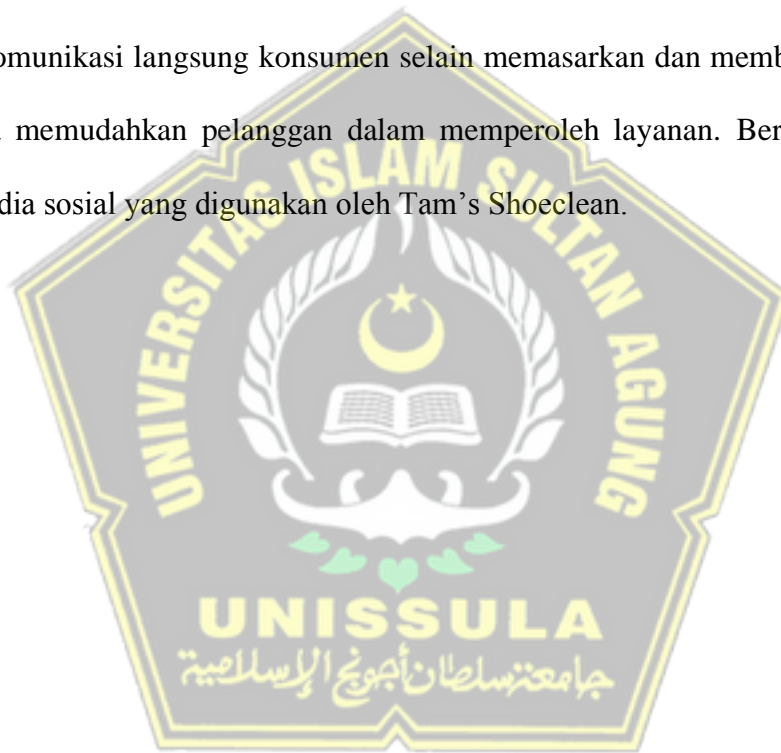 omunikasi langsung konsumen selain memasarkan dan memb
memudahkan pelanggan dalam memperoleh layanan. Ber
dia sosial yang digunakan oleh Tam's Shoeclean.
UNIVERSITAS ISLAM SULTAN AGUNG
UNISSULA
جامعة سلطان أجونج الإسلامية